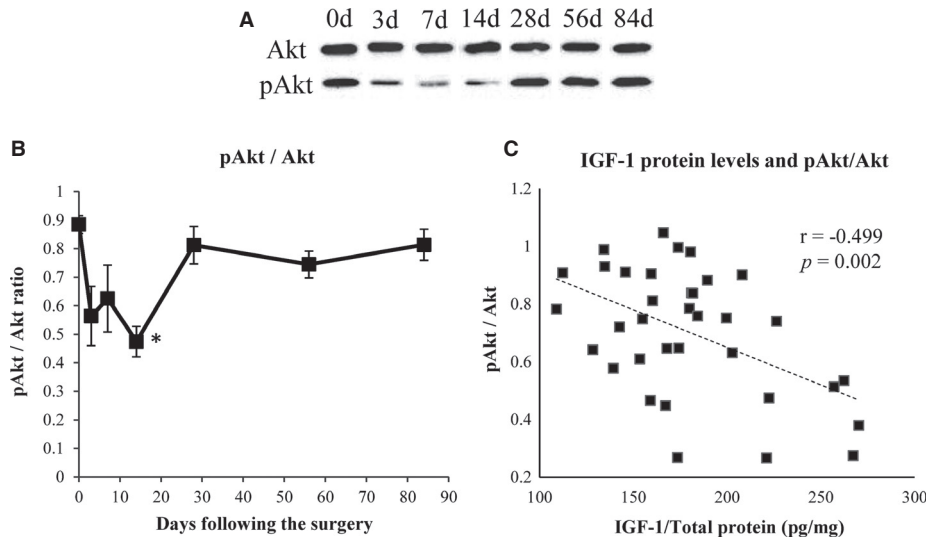 A
0d 3d 7d 14d 28d 56d 84d
Akt
pAkt
B
pAkt / Akt
pAkt / Akt ratio
1
0.9
0.8
0.7
0.6
0.5
0.4
0.3
0.2
0.1
0
*
0 10 20 30 40 50 60 70 80 90
Days following the surgery
C
IGF-1 protein levels and pAkt/Akt
pAkt / Akt
1.2
1
0.8
0.6
0.4
0.2
r = -0.499
p = 0.002
100 150 200 250 300
IGF-1/Total protein (pg/mg)